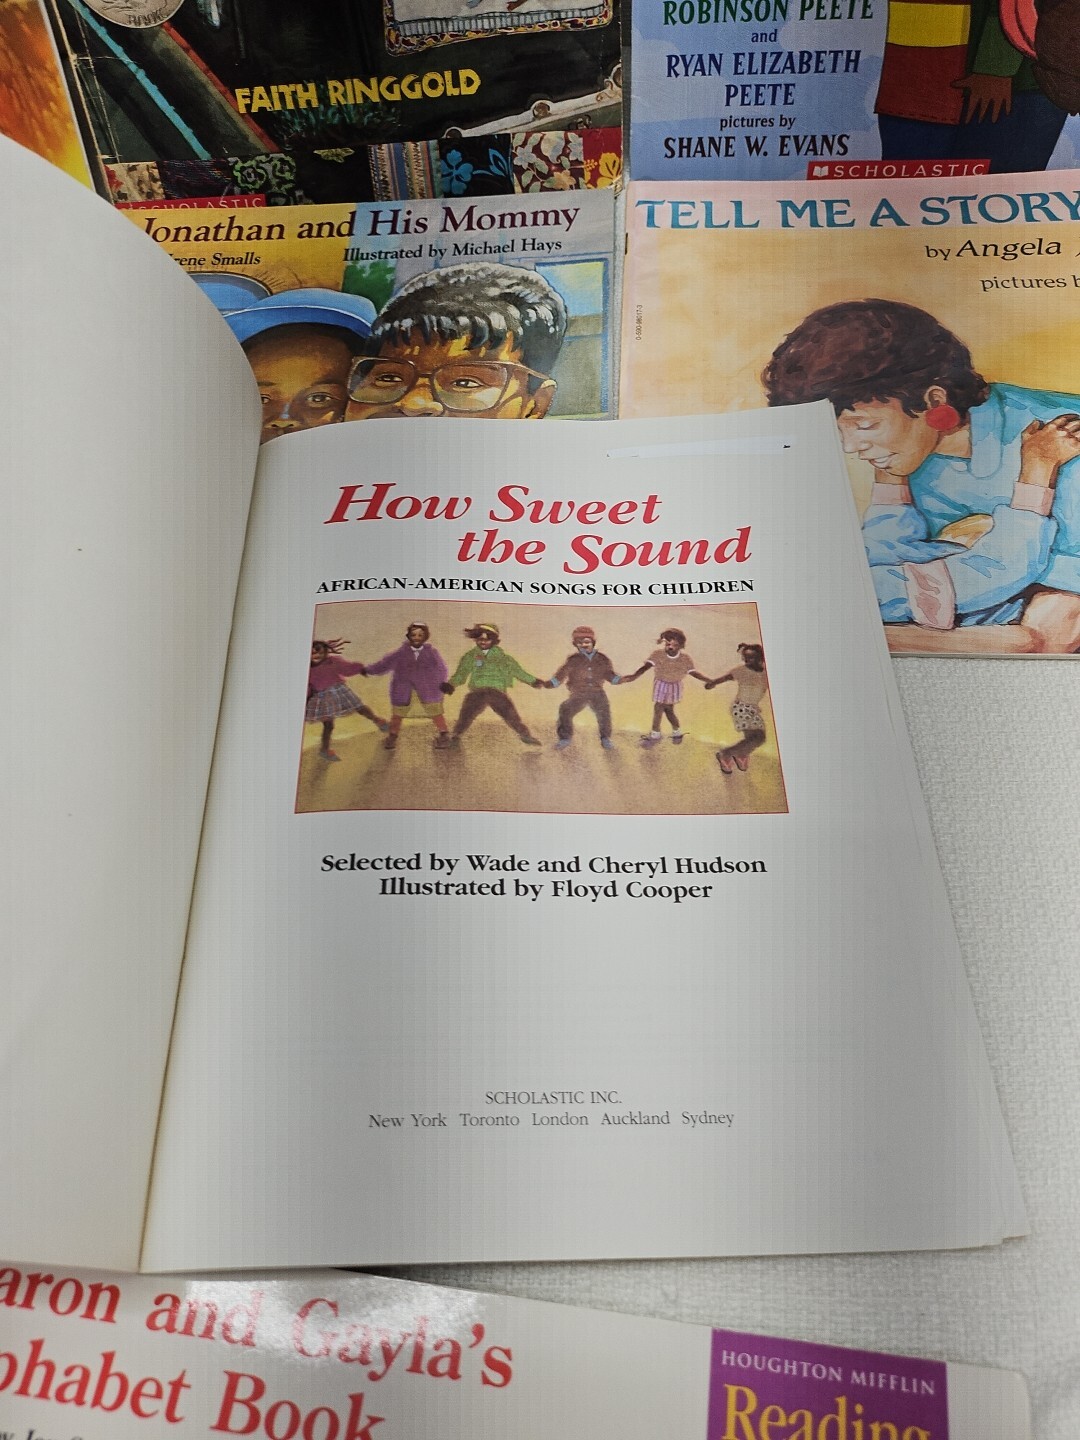 FAITH RINGGOLD
ROBINSON PEETE
and
RYAN ELIZABETH
PEETE
pictures by
SHANE W. EVANS
SCHOLASTIC
SCHOLASTIC
Jonathan and His Mommy
Irene Smalls
Illustrated by Michael Hays
TELL ME A STORY
by Angela
pictures
How Sweet
the Sound
AFRICAN-AMERICAN SONGS FOR CHILDREN
Selected by Wade and Cheryl Hudson
Illustrated by Floyd Cooper
SCHOLASTIC INC.
New York Toronto London Auckland Sydney
aron and Gayla's
phabet Book
HOUGHTON MIFFLIN
Reading